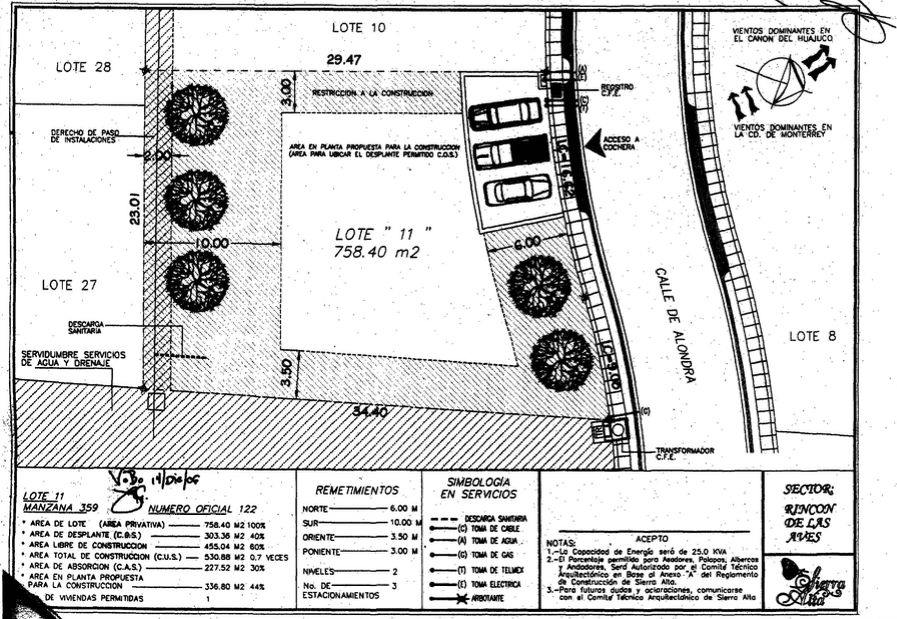 LOTE 10
29.47
LOTE 28
VIENTOS DOMINANTES EN
EL CAÑON DEL HUAJUCO
VIENTOS DOMINANTES EN
LA CD. DE MONTERREY
3.00
RESTRICCION A LA CONSTRUCCION
REGISTRO
C.F.E.
DERECHO DE PASO
DE INSTALACIONES
2.00
AREA EN PLANTA PROPUESTA PARA LA CONSTRUCCION
(AREA PARA UBICAR EL DESPLANTE PERMITIDO C.O.S.)
ACCESO A
COCHERA
23.01
10.00
LOTE " 11 "
758.40 m2
6.00
LOTE 27
CALLE DE ALONDRA
LOTE 8
DESCARGA
SANITARIA
SERVIDUMBRE SERVICIOS
DE AGUA Y DRENAJE
3.50
34.40
(C)
TRANSFORMADOR
C.F.E.
V.B.
LOTE 11
MANZANA 359
NUMERO OFICIAL 122
* AREA DE LOTE (AREA PRIVATIVA) 758.40 M2 100%
* AREA DE DESPLANTE (C.O.S.) 303.36 M2 40%
* AREA LIBRE DE CONSTRUCCION 455.04 M2 60%
* AREA TOTAL DE CONSTRUCCION (C.U.S.) 530.88 M2 0.7 VECES
* AREA DE ABSORCION (C.A.S.) 227.52 M2 30%
* AREA EN PLANTA PROPUESTA
PARA LA CONSTRUCCION 336.80 M2 44%
DE VIVIENDAS PERMITIDAS 1
REMETIMIENTOS
NORTE 6.00 M
SUR 10.00 M
ORIENTE 3.50 M
PONIENTE 3.00 M
NIVELES 2
No. DE 3
ESTACIONAMIENTOS
SIMBOLOGÍA
EN SERVICIOS
DESCARGA SANITARIA
(C) TOMA DE CABLE
(A) TOMA DE AGUA
(G) TOMA DE GAS
(T) TOMA DE TELMEX
(E) TOMA ELECTRICA
ARBOTANTE
ACEPTO
NOTAS:
1.-La Capacidad de Energía será de 25.0 KVA
2.-El Porcentaje permitido para Asadores, Palapas, Albercas
y Andadores, Será Autorizado por el Comité Técnico
Arquitectónico en Base al Anexo "A" del Reglamento
de Construcción de Sierra Alta.
3.-Para futuras dudas y aclaraciones, comunicarse
con el Comité Técnico Arquitectónico de Sierra Alta
SECTOR:
RINCON
DE LAS
AVES
Sierra
Alta